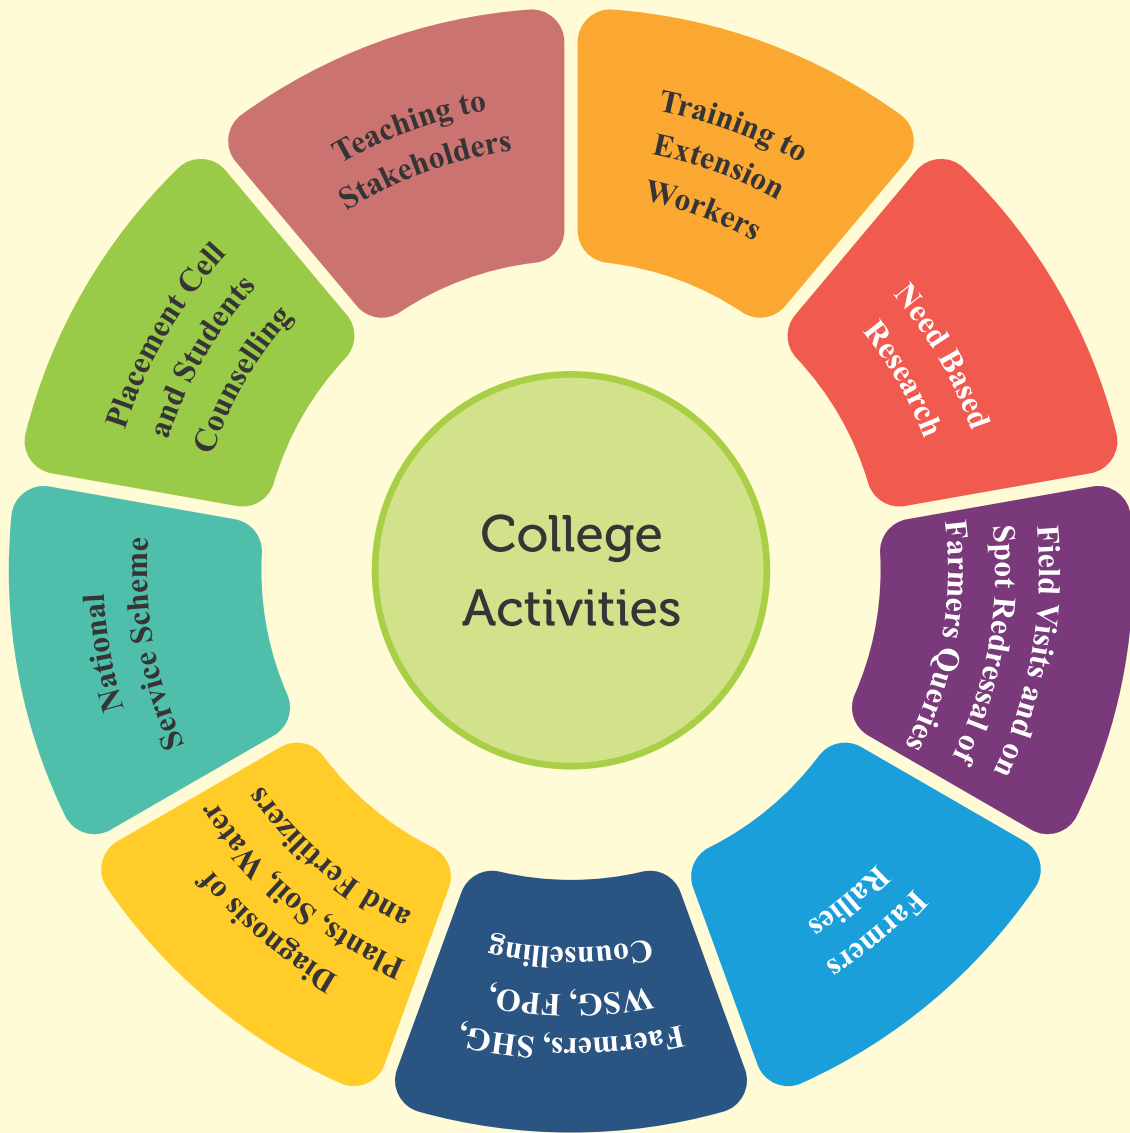 College
Activities
Training to
Extension
Workers
Need Based
Research
Field Visits and on
Spot Redressal of
Farmers Queries
Farmers
Rallies
Faermers, SHG,
WSG, FPO,
Counselling
Diagnosis of
Plants, Soil, Water
and Fertilizers
National
Service Scheme
Placement Cell
and Students
Counselling
Teaching to
Stakeholders